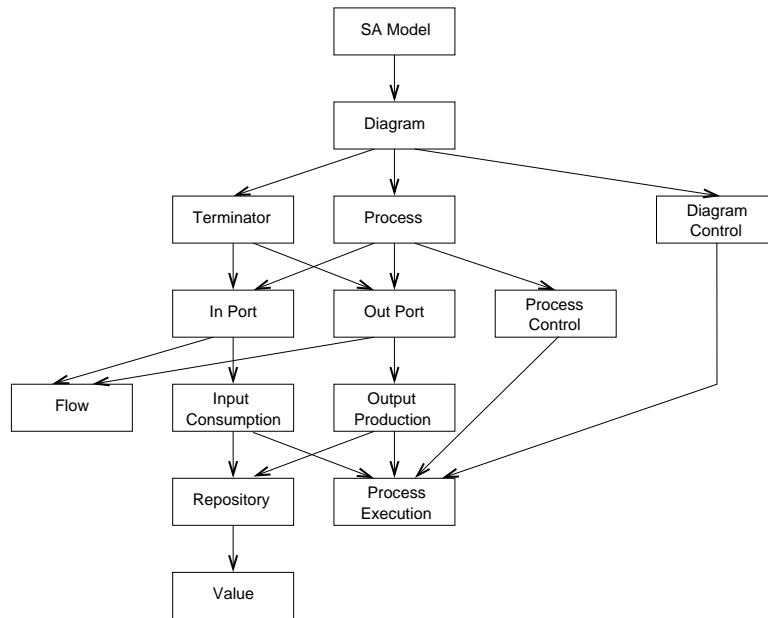 SA Model
Diagram
Terminator
Process
Diagram
Control
In Port
Out Port
Process
Control
Flow
Input
Consumption
Output
Production
Repository
Process
Execution
Value